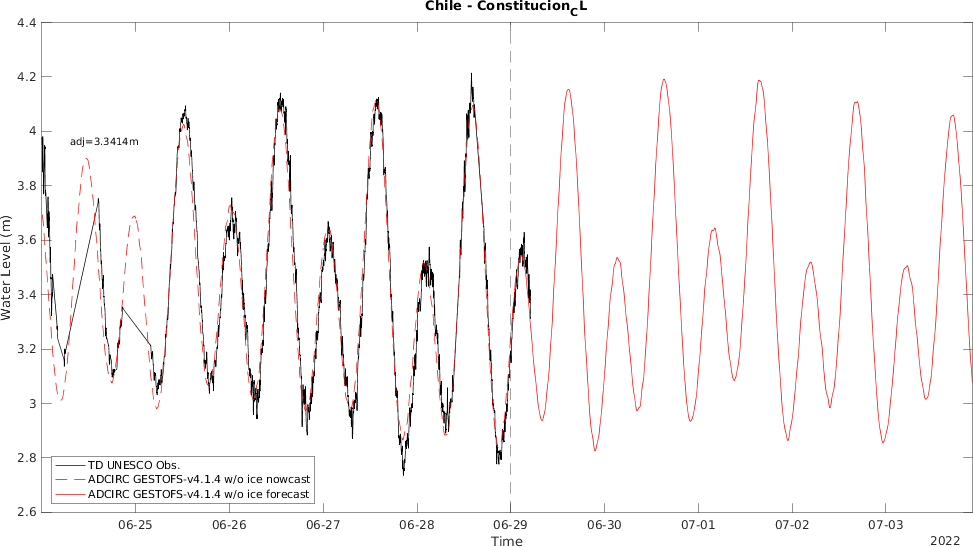 Chile - Constitucion_CL
4.4
4.2
4
3.8
3.6
3.4
3.2
3
2.8
2.6
Water Level (m)
adj=3.3414m
TD UNESCO Obs.
ADCIRC GESTOFS-v4.1.4 w/o ice nowcast
ADCIRC GESTOFS-v4.1.4 w/o ice forecast
06-25 06-26 06-27 06-28 06-29 06-30 07-01 07-02 07-03
Time
2022